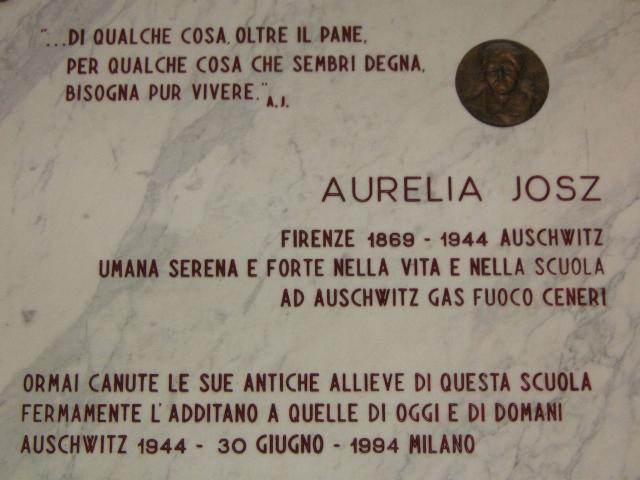 "...DI QUALCHE COSA, OLTRE IL PANE,
PER QUALCHE COSA CHE SEMBRI DEGNA,
BISOGNA PUR VIVERE."
A.J.
AURELIA JOSZ
FIRENZE 1869 - 1944 AUSCHWITZ
UMANA SERENA E FORTE NELLA VITA E NELLA SCUOLA
AD AUSCHWITZ GAS FUOCO CENERI
ORMAI CANUTE LE SUE ANTICHE ALLIEVE DI QUESTA SCUOLA
FERMAMENTE L'ADDITANO A QUELLE DI OGGI E DI DOMANI
AUSCHWITZ 1944 - 30 GIUGNO - 1994 MILANO